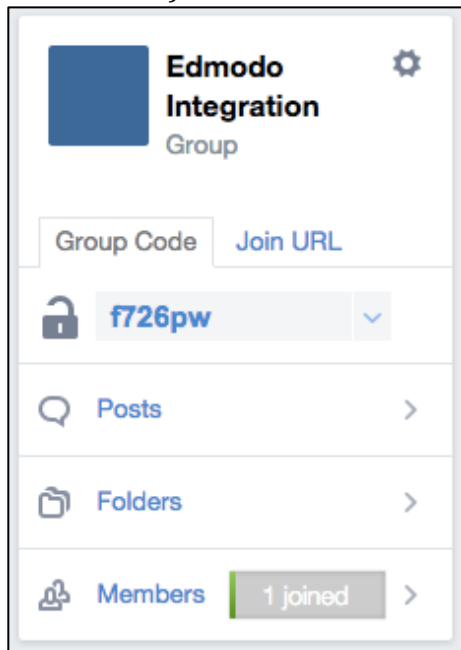 Edmodo
Integration
Group
Group Code Join URL
f726pw
Posts
Folders
Members 1 joined